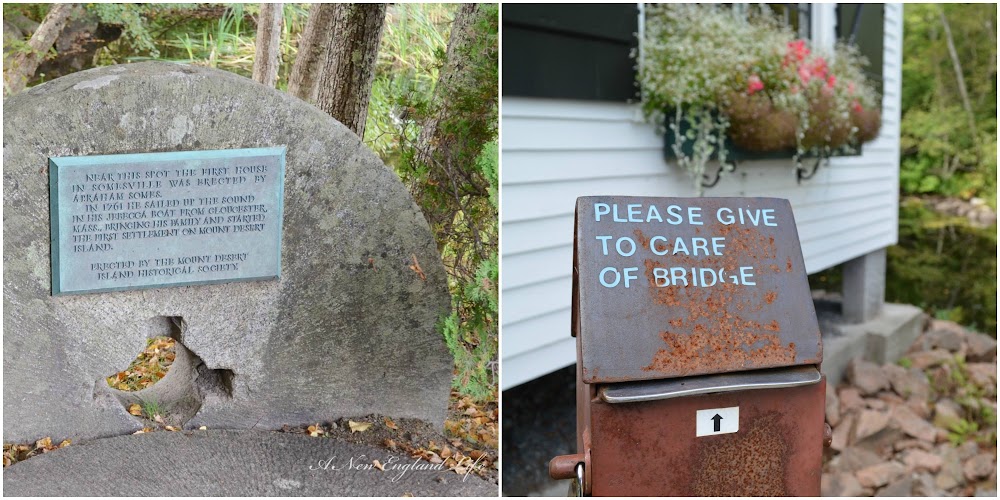 NEAR THIS SPOT THE FIRST HOUSE
IN SOMESVILLE WAS ERECTED BY
ABRAHAM SOMES.
IN 1761 HE SAILED UP THE SOUND
IN HIS JEBECCA BOAT FROM GLOUCESTER,
MASS., BRINGING HIS FAMILY AND STARTED
THE FIRST SETTLEMENT ON MOUNT DESERT
ISLAND.
ERECTED BY THE MOUNT DESERT
ISLAND HISTORICAL SOCIETY.
A New England Life
PLEASE GIVE
TO CARE
OF BRIDGE